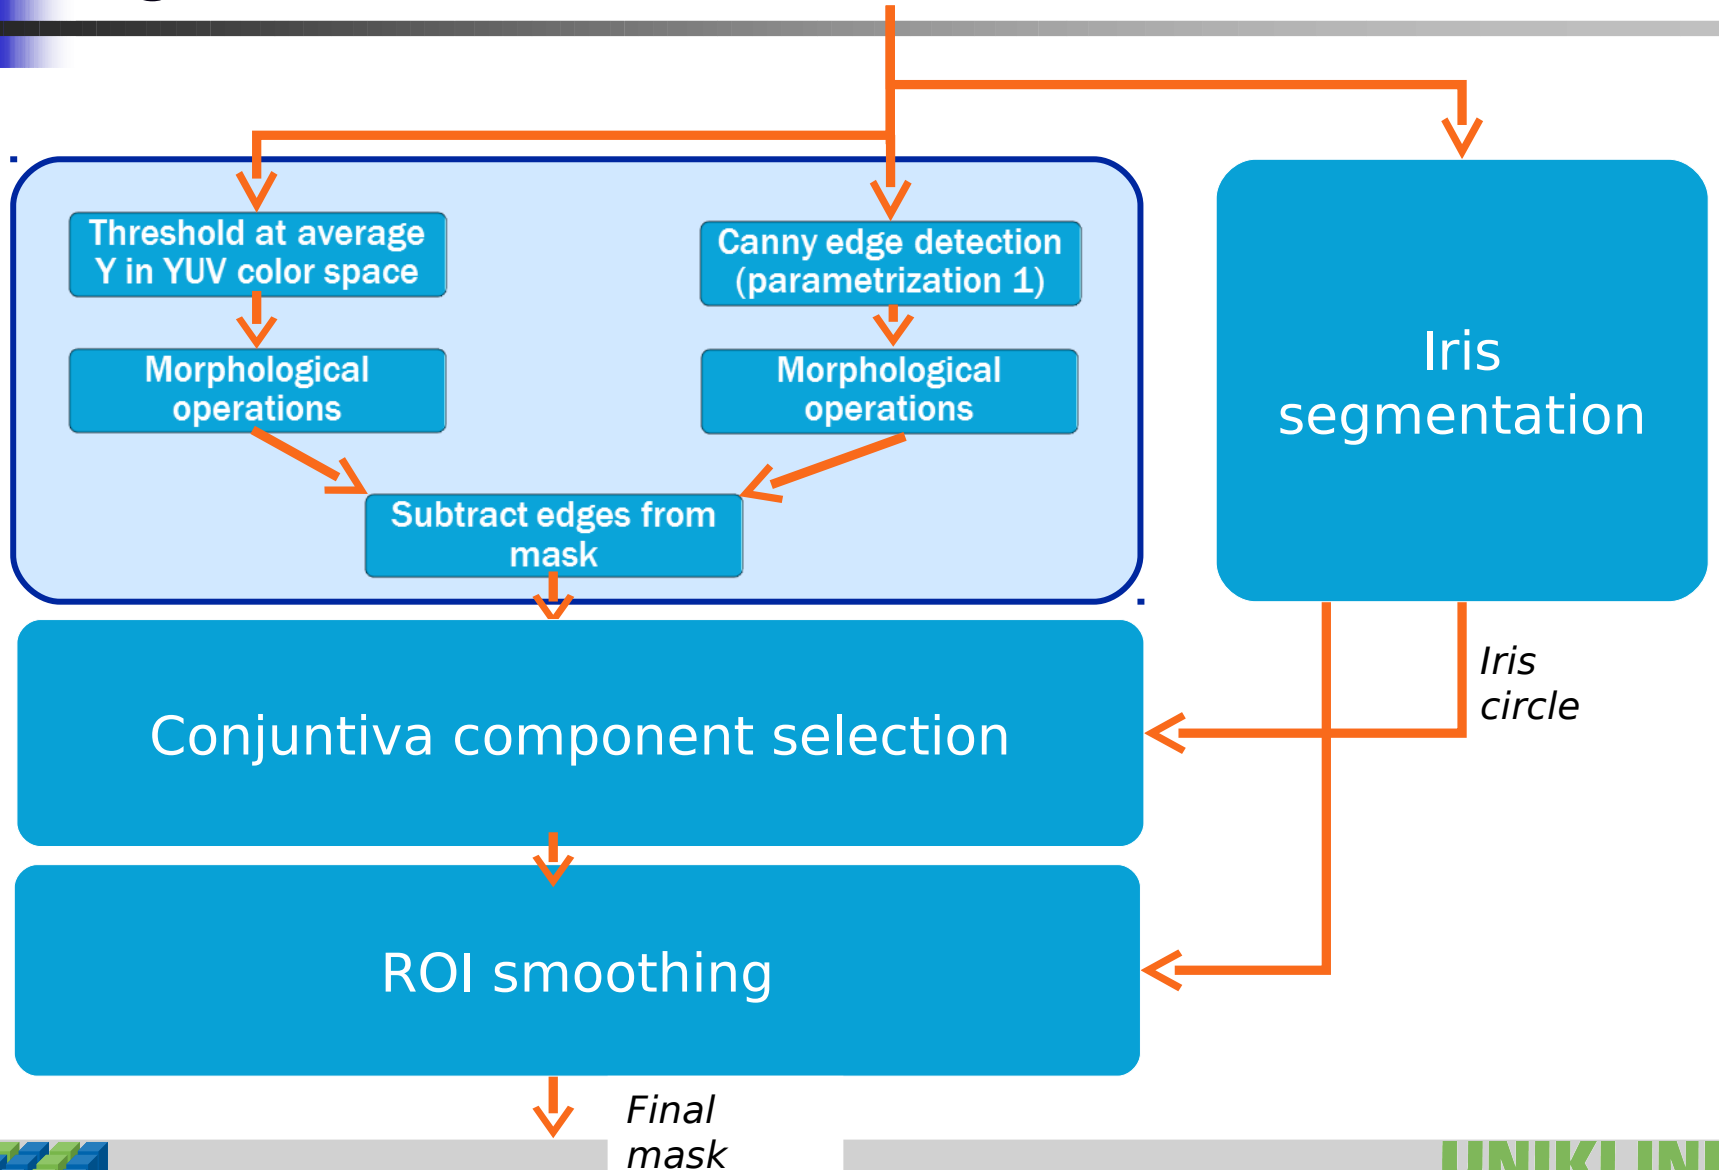 Threshold at average
Y in YUV color space
Canny edge detection
(parametrization 1)
Morphological
operations
Morphological
operations
Iris
segmentation
Subtract edges from
mask
Iris
circle
Conjuntiva component selection
ROI smoothing
Final
mask